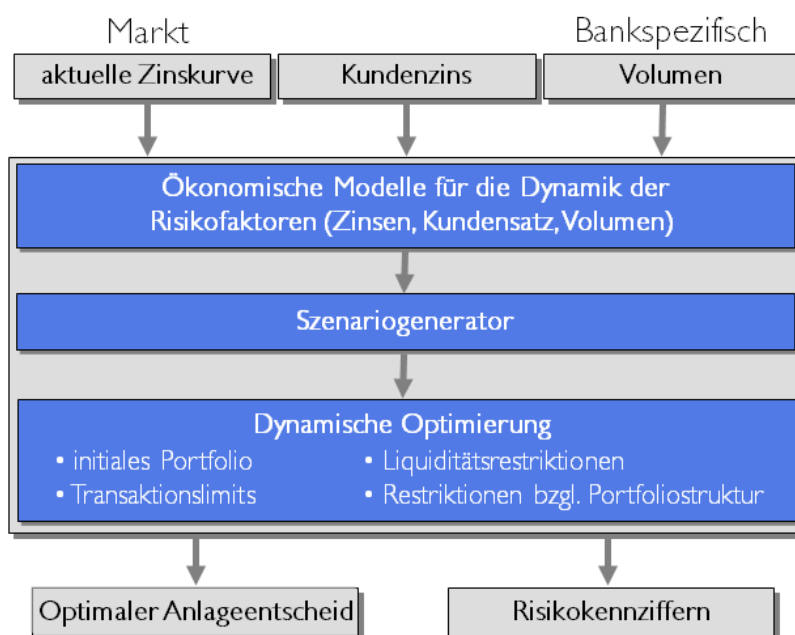 Markt
Bankspezifisch
aktuelle Zinskurve
Kundenzins
Volumen
Ökonomische Modelle für die Dynamik der
Risikofaktoren (Zinsen, Kundensatz, Volumen)
Szenariogenerator
Dynamische Optimierung
• initiales Portfolio
• Liquiditätsrestriktionen
• Transaktionslimits
• Restriktionen bzgl. Portfoliostruktur
Optimaler Anlageentscheid
Risikokennziffern